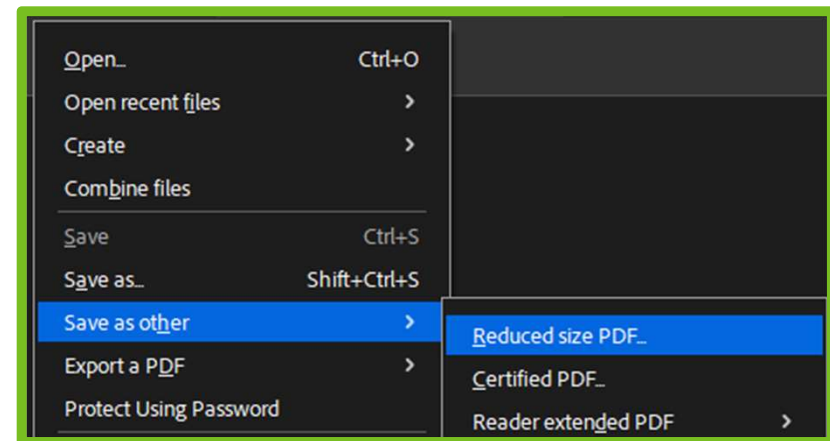 Open... Ctrl+O
Open recent files >
Create >
Combine files
Save Ctrl+S
Save as... Shift+Ctrl+S
Save as other >
Export a PDF >
Protect Using Password
Reduced size PDF...
Certified PDF...
Reader extended PDF >